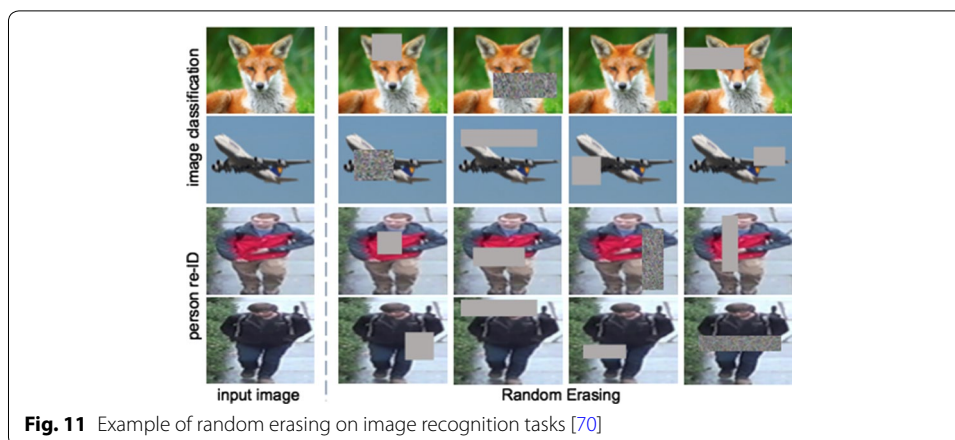 image classification
person re-ID
input image
Random Erasing
Fig. 11 Example of random erasing on image recognition tasks [70]